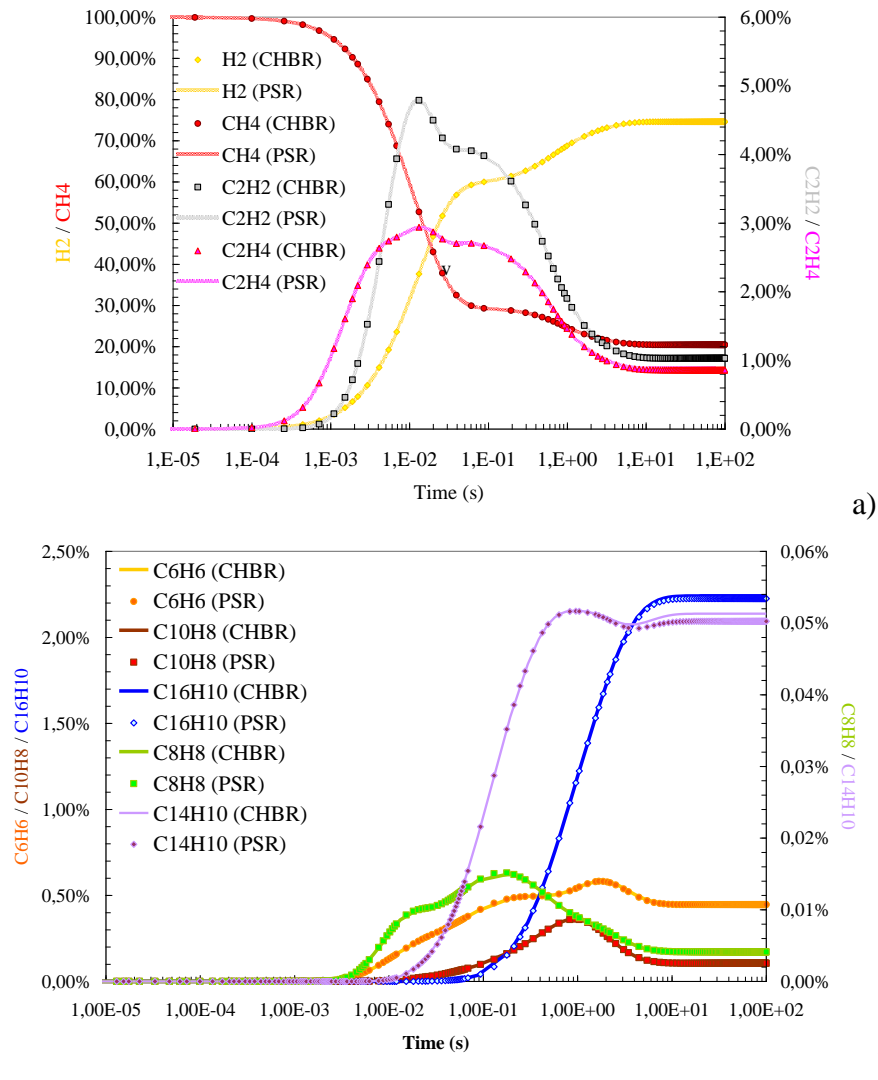 100,00%
90,00%
80,00%
70,00%
60,00%
50,00%
40,00%
30,00%
20,00%
10,00%
0,00%
H2 / CH4
H2 (CHBR)
H2 (PSR)
CH4 (CHBR)
CH4 (PSR)
C2H2 (CHBR)
C2H2 (PSR)
C2H4 (CHBR)
C2H4 (PSR)
v
6,00%
5,00%
4,00%
3,00%
2,00%
1,00%
0,00%
C2H2 / C2H4
1,E-05 1,E-04 1,E-03 1,E-02 1,E-01 1,E+00 1,E+01 1,E+02
Time (s)
a)
2,50%
2,00%
1,50%
1,00%
0,50%
0,00%
C6H6 / C10H8 / C16H10
C6H6 (CHBR)
C6H6 (PSR)
C10H8 (CHBR)
C10H8 (PSR)
C16H10 (CHBR)
C16H10 (PSR)
C8H8 (CHBR)
C8H8 (PSR)
C14H10 (CHBR)
C14H10 (PSR)
0,06%
0,05%
0,04%
0,03%
0,02%
0,01%
0,00%
C8H8 / C14H10
1,00E-05 1,00E-04 1,00E-03 1,00E-02 1,00E-01 1,00E+00 1,00E+01 1,00E+02
Time (s)